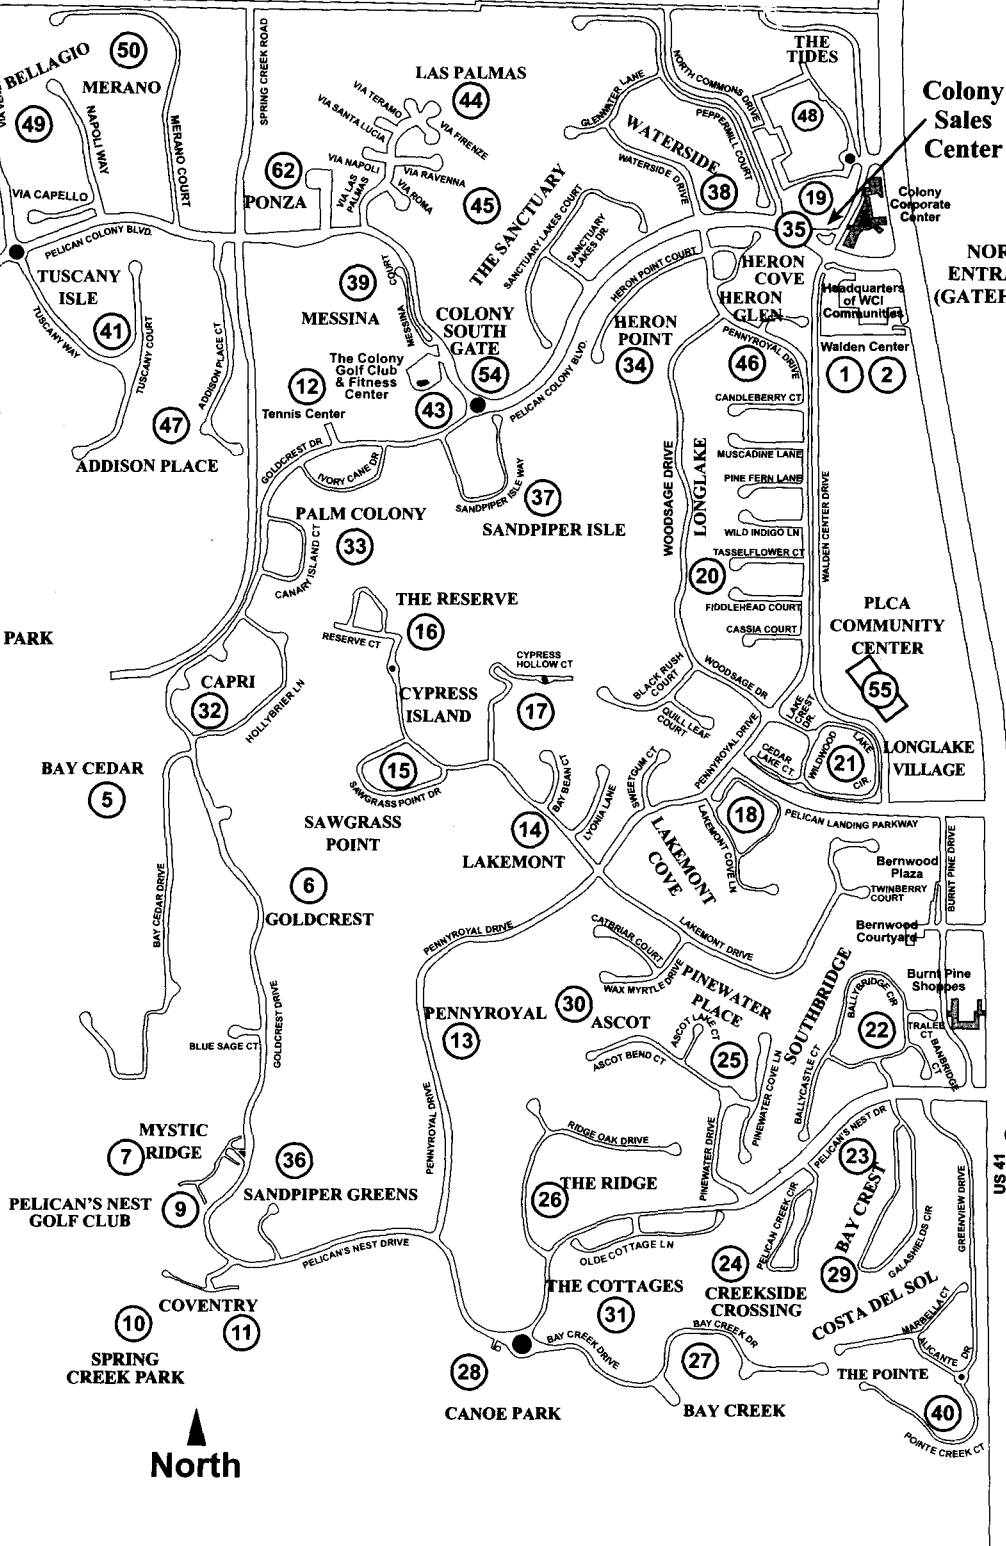 BELLAGIO
50
MERANO
49
NAPOLI WAY
MERANO COURT
VIA CAPELLO
PELICAN COLONY BLVD.
SPRING CREEK ROAD
62
PONZA
LAS PALMAS
44
VIA TERAMO
VIA SANTA LUCIA
VIA FIRENZE
VIA NAPOLI
VIA RAVENNA
VIA LAS
PALMAS
VIA ROMA
45
THE SANCTUARY
SANCTUARY LAKES COURT
SANCTUARY
LAKES DR.
GLENWATER LANE
WATERSIDE
WATERSIDE DRIVE
38
NORTH COMMONS DRIVE
PEPPERMILL COURT
THE
TIDES
48
19
35
Colony
Sales
Center
Colony
Corporate
Center
NOR
ENTRA
(GATEH
HERON
COVE
Headquarters
of WCI
Communities
HERON
GLEN
Walden Center
1
2
TUSCANY
ISLE
41
TUSCANY WAY
TUSCANY COURT
ADDISON PLACE CT
47
ADDISON PLACE
39
MESSINA
MESSINA
COURT
COLONY
SOUTH
GATE
54
The Colony
Golf Club
& Fitness
Center
12
Tennis Center
43
HERON POINT COURT
HERON
POINT
34
PELICAN COLONY BLVD.
46
PENNYROYAL DRIVE
CANDLEBERRY CT
MUSCADINE LANE
PINE FERN LANE
WILD INDIGO LN
TASSELFLOWER CT
FIDDLEHEAD COURT
CASSIA COURT
WOODSAGE DRIVE
LONGLAKE
20
WALDEN CENTER DRIVE
GOLDCREST DR
IVORY CANE DR
SANDPIPER ISLE WAY
37
SANDPIPER ISLE
PALM COLONY
33
CANARY ISLAND CT
THE RESERVE
16
RESERVE CT
PARK
PLCA
COMMUNITY
CENTER
55
CAPRI
32
HOLLYBRIER LN
CYPRESS
ISLAND
CYPRESS
HOLLOW CT
17
BLACK RUSH
COURT
WOODSAGE DR
QUILL LEAF
COURT
LAKE
CREST
DR.
PENNYROYAL DRIVE
CEDAR
LAKE CT.
WILDWOOD
LAKE
CIR.
21
LONGLAKE
VILLAGE
BAY CEDAR
5
15
SAWGRASS POINT DR
SAWGRASS
POINT
BAY BEAN CT
LYONIA LANE
SWEETGUM CT
14
LAKEMONT
LAKEMONT
COVE
LAKEMONT COVE LN
18
PELICAN LANDING PARKWAY
Bernwood
Plaza
TWINBERRY
COURT
BURNT PINE DRIVE
Bernwood
Courtyard
6
GOLDCREST
BAY CEDAR DRIVE
PENNYROYAL DRIVE
CATBRIAR COURT
LAKEMONT DRIVE
WAX MYRTLE DRIVE
PINEWATER
PLACE
SOUTHBRIDGE
BALLYBRIDGE CIR
Burnt Pine
Shoppes
22
TRALEE
CT
BANBRIDGE
CT
GOLDCREST DRIVE
BLUE SAGE CT.
PENNYROYAL
13
30
ASCOT
ASCOT LAKE CT
ASCOT BEND CT
25
PINEWATER COVE LN
BALLYCASTLE CT
PENNYROYAL DRIVE
RIDGE OAK DRIVE
PINEWATER DRIVE
PELICAN'S NEST DR
23
US 41
MYSTIC
RIDGE
7
36
SANDPIPER GREENS
PELICAN'S NEST
GOLF CLUB
9
26
THE RIDGE
BAY CREST
GALASHIELDS CIR
GREENVIEW DRIVE
PELICAN'S NEST DRIVE
OLDE COTTAGE LN
PELICAN CREEK CIR
24
CREEKSIDE
CROSSING
29
COSTA DEL SOL
MARBELLA CT
ALICANTE DR
COVENTRY
10
11
SPRING
CREEK PARK
THE COTTAGES
31
BAY CREEK DRIVE
BAY CREEK DR
27
28
CANOE PARK
BAY CREEK
THE POINTE
40
POINTE CREEK CT
North